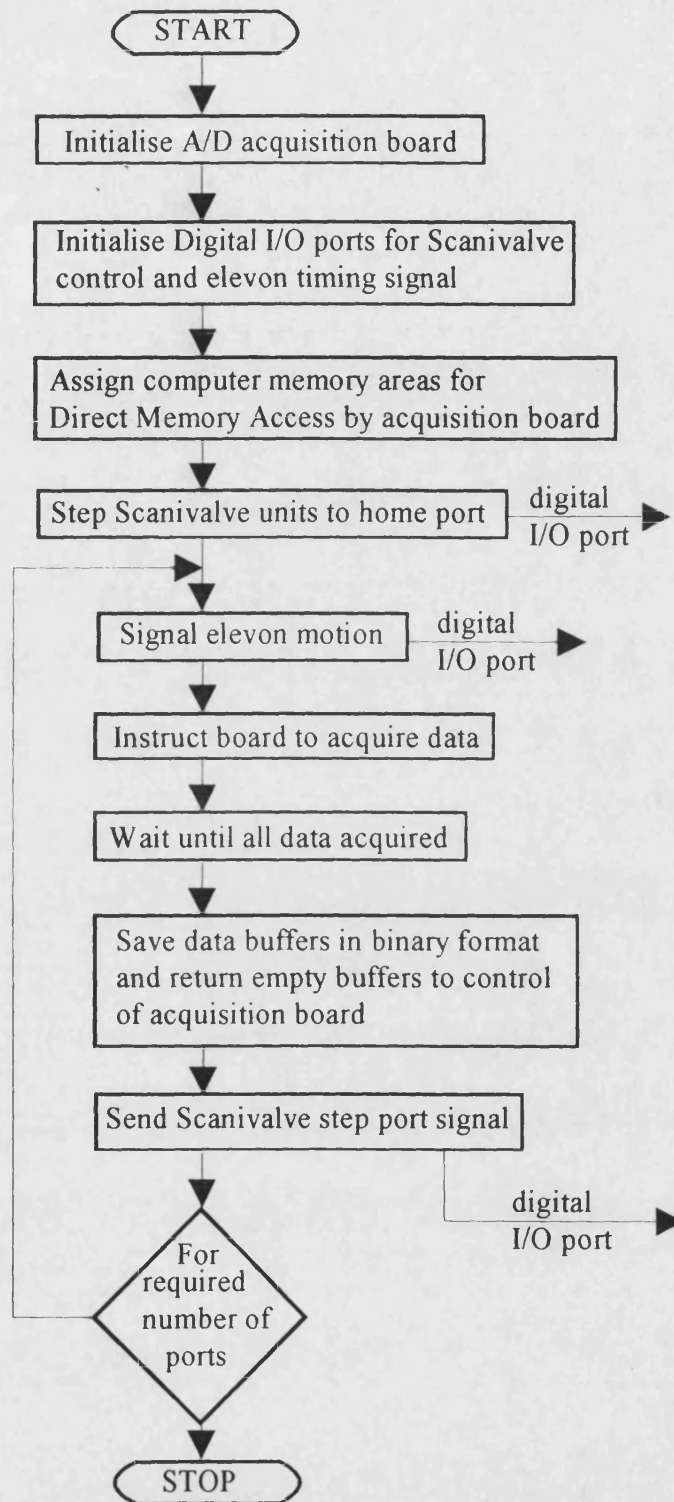 START
Initialise A/D acquisition board
Initialise Digital I/O ports for Scanivalve
control and elevon timing signal
Assign computer memory areas for
Direct Memory Access by acquisition board
Step Scanivalve units to home port
digital
I/O port
Signal elevon motion
digital
I/O port
Instruct board to acquire data
Wait until all data acquired
Save data buffers in binary format
and return empty buffers to control
of acquisition board
Send Scanivalve step port signal
digital
I/O port
For
required
number of
ports
STOP